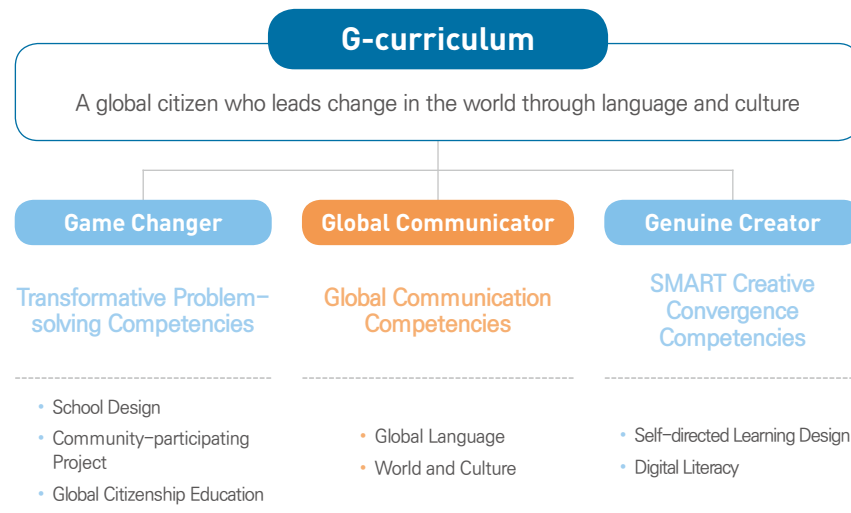 G-curriculum
A global citizen who leads change in the world through language and culture
Game Changer
Transformative Problem-
solving Competencies
• School Design
• Community-participating
Project
• Global Citizenship Education
Global Communicator
Global Communication
Competencies
• Global Language
• World and Culture
Genuine Creator
SMART Creative
Convergence
Competencies
• Self-directed Learning Design
• Digital Literacy